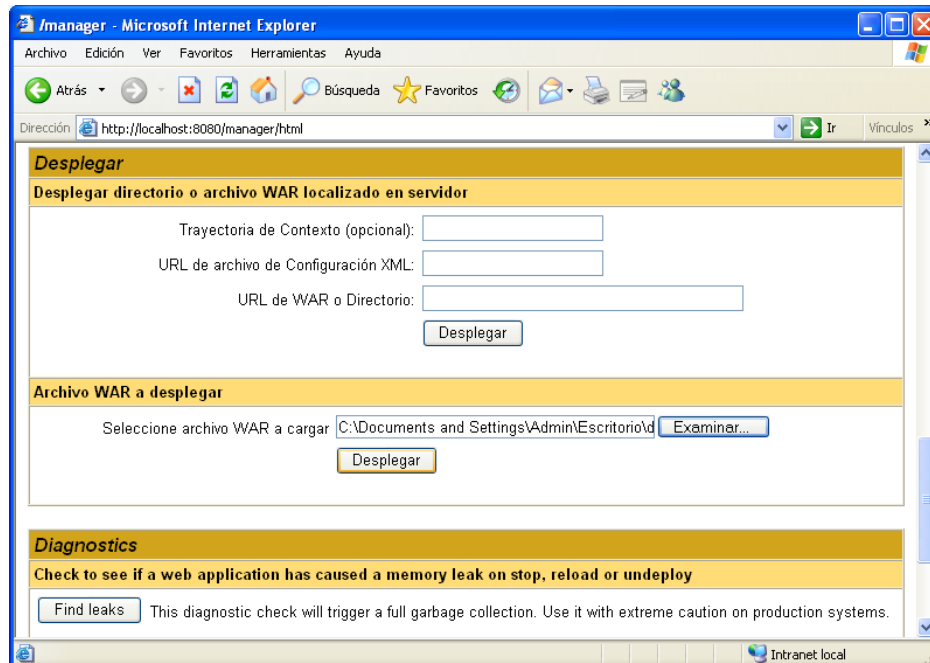 /manager - Microsoft Internet Explorer
Archivo Edición Ver Favoritos Herramientas Ayuda
Atrás Búsqueda Favoritos
Dirección http://localhost:8080/manager/html Ir Vínculos »
Desplegar
Desplegar directorio o archivo WAR localizado en servidor
Trayectoria de Contexto (opcional):
URL de archivo de Configuración XML:
URL de WAR o Directorio:
Desplegar
Archivo WAR a desplegar
Seleccione archivo WAR a cargar C:\Documents and Settings\Admin\Escritorio\d Examinar...
Desplegar
Diagnostics
Check to see if a web application has caused a memory leak on stop, reload or undeploy
Find leaks This diagnostic check will trigger a full garbage collection. Use it with extreme caution on production systems.
Intranet local